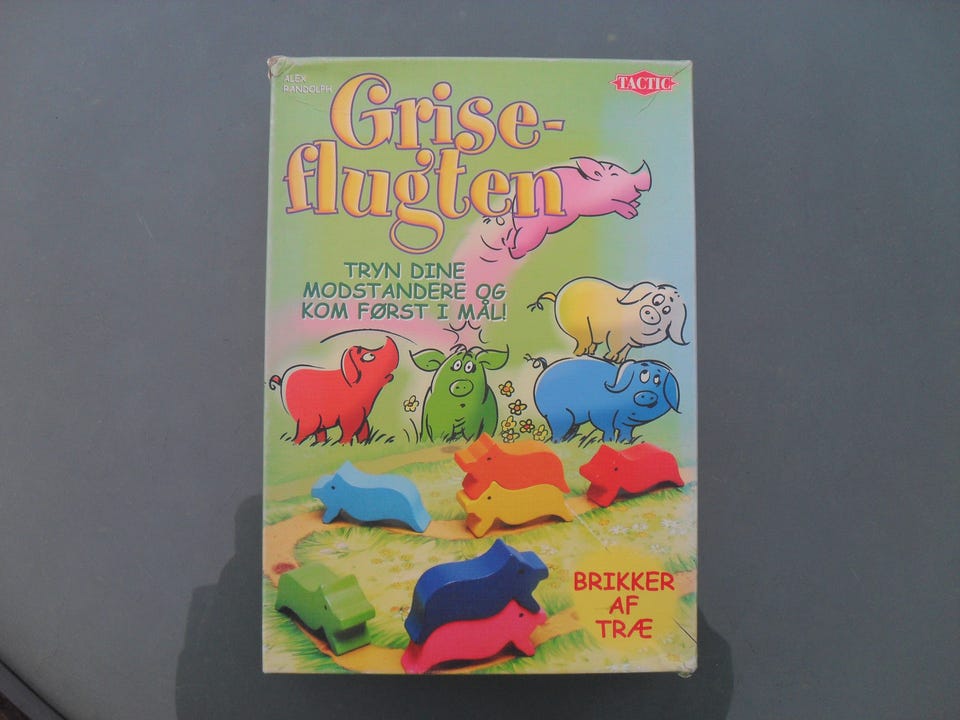 ALEX
RANDOLPH
TACTIC
Grise-
flugten
TRYN DINE
MODSTANDERE OG
KOM FØRST I MÅL!
BRIKKER
AF
TRÆ